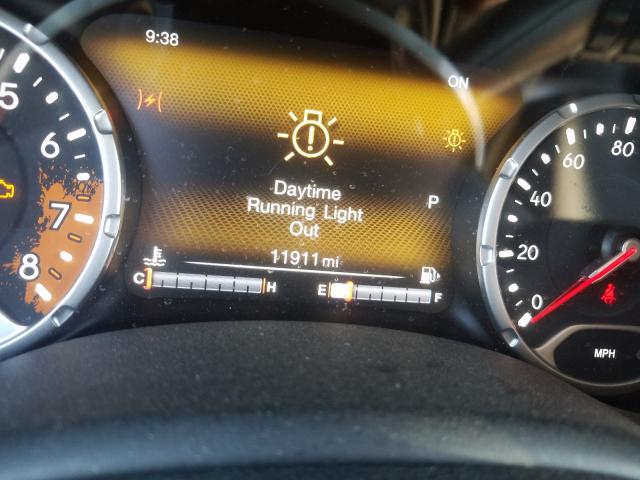 9:38
ON
5
6
7
8
Daytime
Running Light
Out
P
11911 mi
C H
E F
0
20
40
60
80
MPH